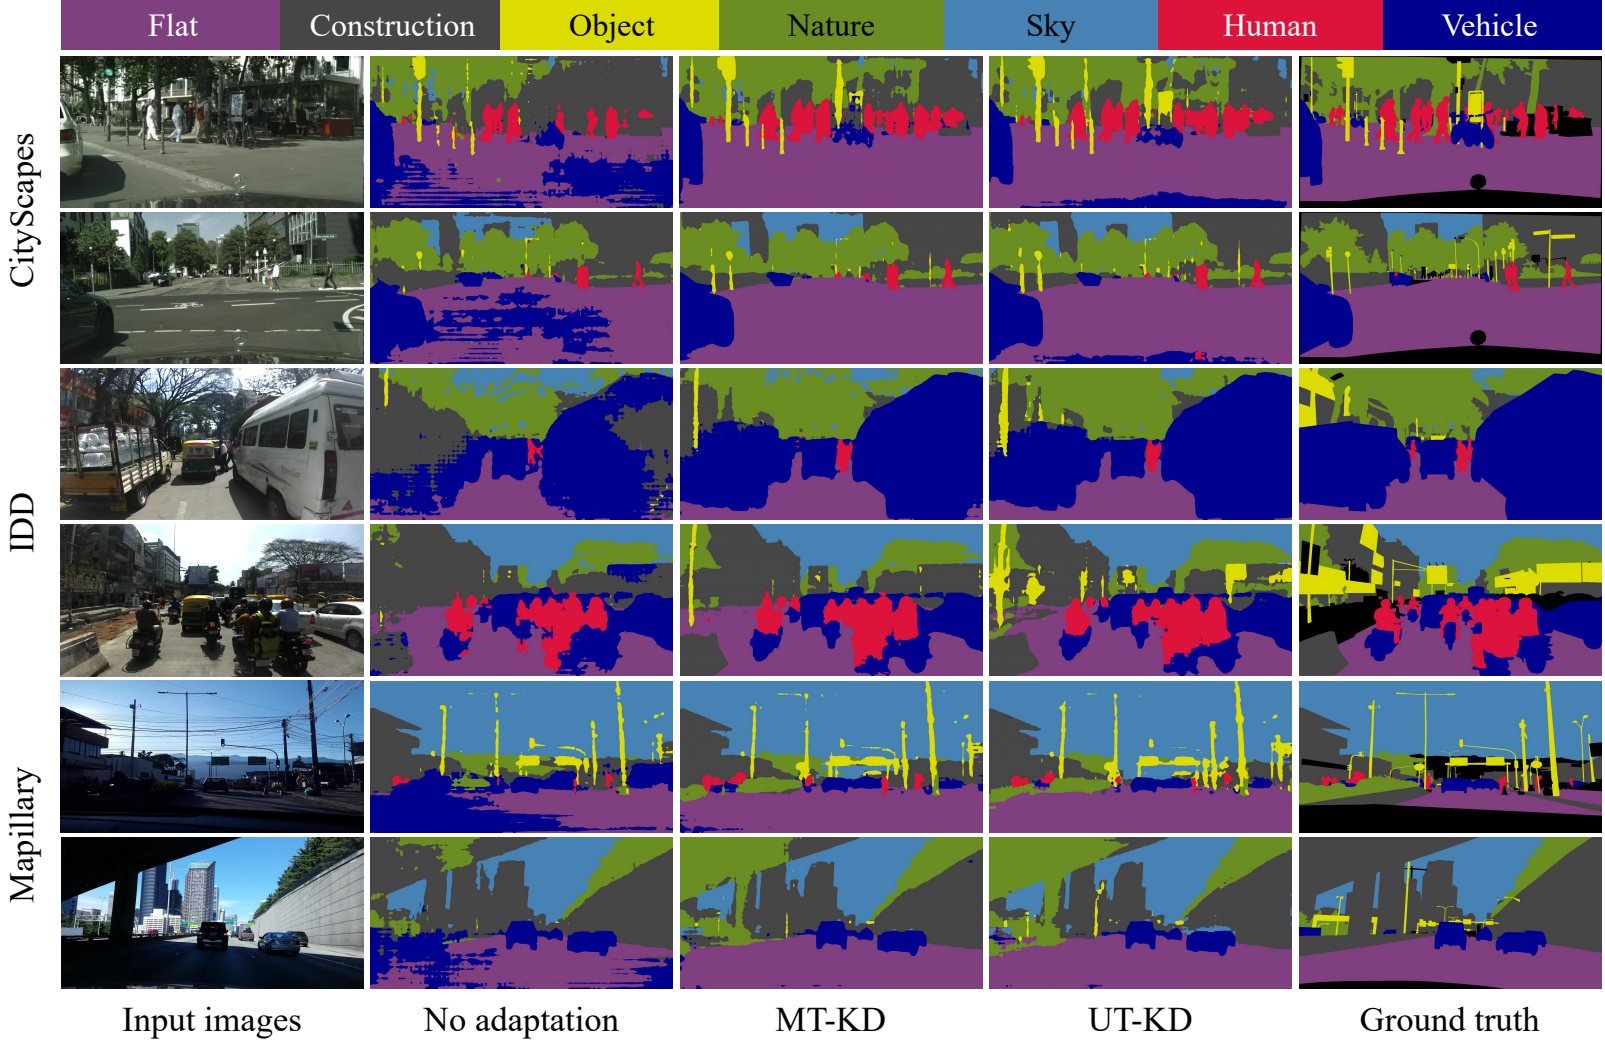 Flat Construction Object Nature Sky Human Vehicle
CityScapes
IDD
Mapillary
Input images No adaptation MT-KD UT-KD Ground truth